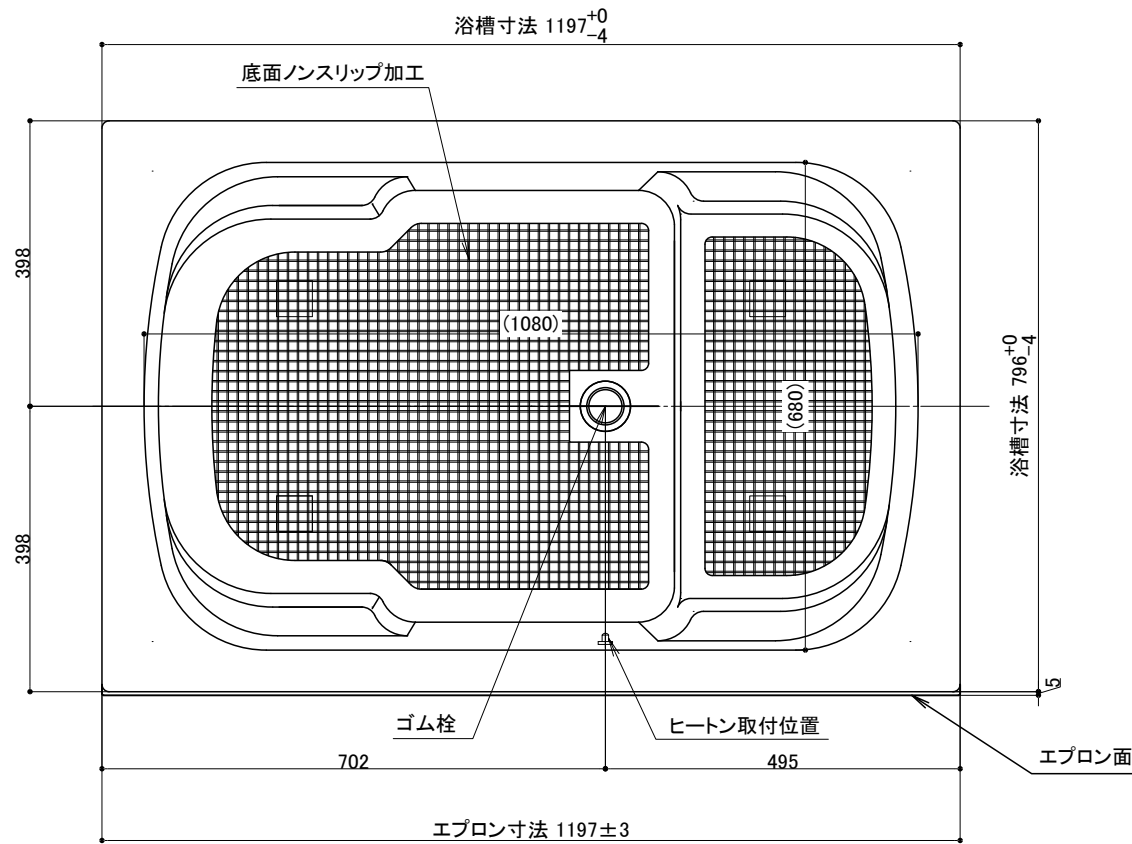 浴槽寸法 1197+0-4
底面ノンスリップ加工
398
(1080)
浴槽寸法 796+0-4
(680)
398
5
ゴム栓
ヒートン取付位置
エプロン面
702
495
エプロン寸法 1197±3